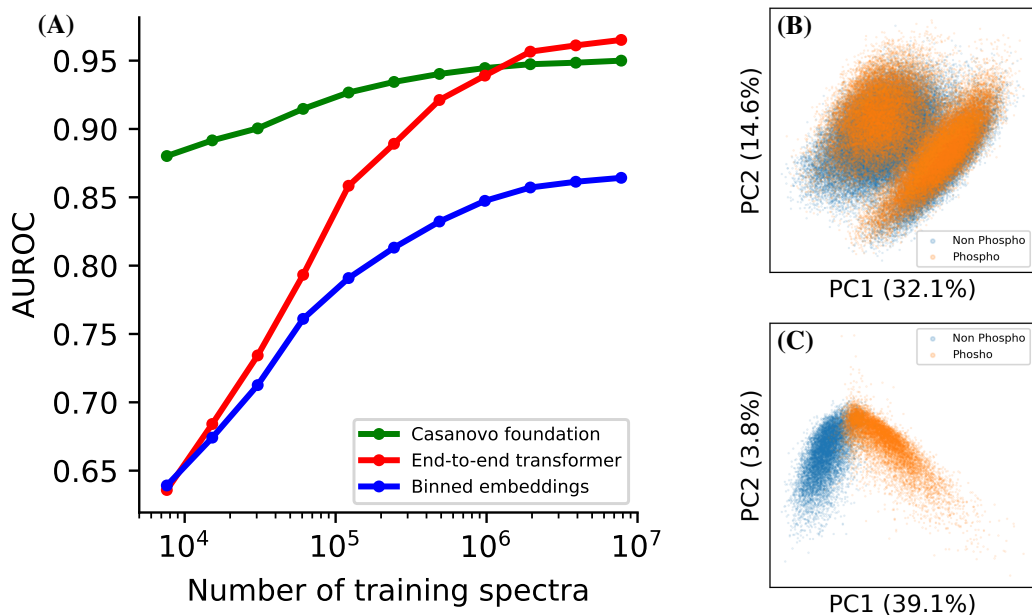 (A)
AUROC
0.95
0.90
0.85
0.80
0.75
0.70
0.65
10^4
10^5
10^6
10^7
Number of training spectra
Casanovo foundation
End-to-end transformer
Binned embeddings
(B)
PC2 (14.6%)
Non Phospho
Phospho
PC1 (32.1%)
(C)
PC2 (3.8%)
Non Phospho
Phosho
PC1 (39.1%)